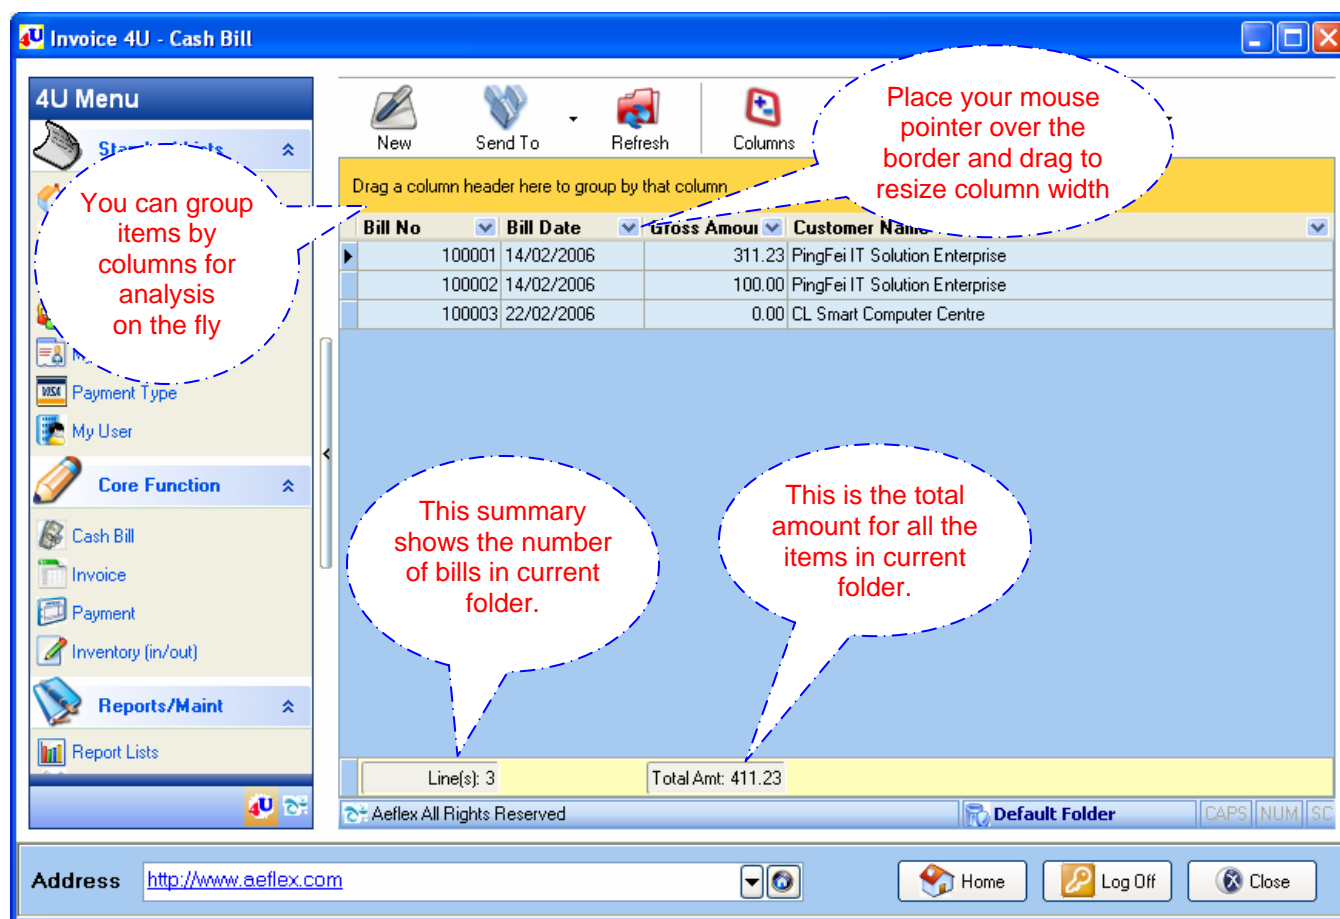 Invoice 4U - Cash Bill
4U Menu
New
Send To
Refresh
Columns
Place your mouse
pointer over the
border and drag to
resize column width
Drag a column header here to group by that column
You can group
items by
columns for
analysis
on the fly
Bill No Bill Date Gross Amour Customer Name
100001 14/02/2006 311.23 PingFei IT Solution Enterprise
100002 14/02/2006 100.00 PingFei IT Solution Enterprise
100003 22/02/2006 0.00 CL Smart Computer Centre
Payment Type
My User
Core Function
Cash Bill
Invoice
Payment
Inventory (in/out)
Reports/Maint
Report Lists
4U
This summary
shows the number
of bills in current
folder.
This is the total
amount for all the
items in current
folder.
Line(s): 3
Total Amt: 411.23
Aeflex All Rights Reserved
Default Folder
CAPS NUM SC
Address http://www.aeflex.com
Home
Log Off
Close